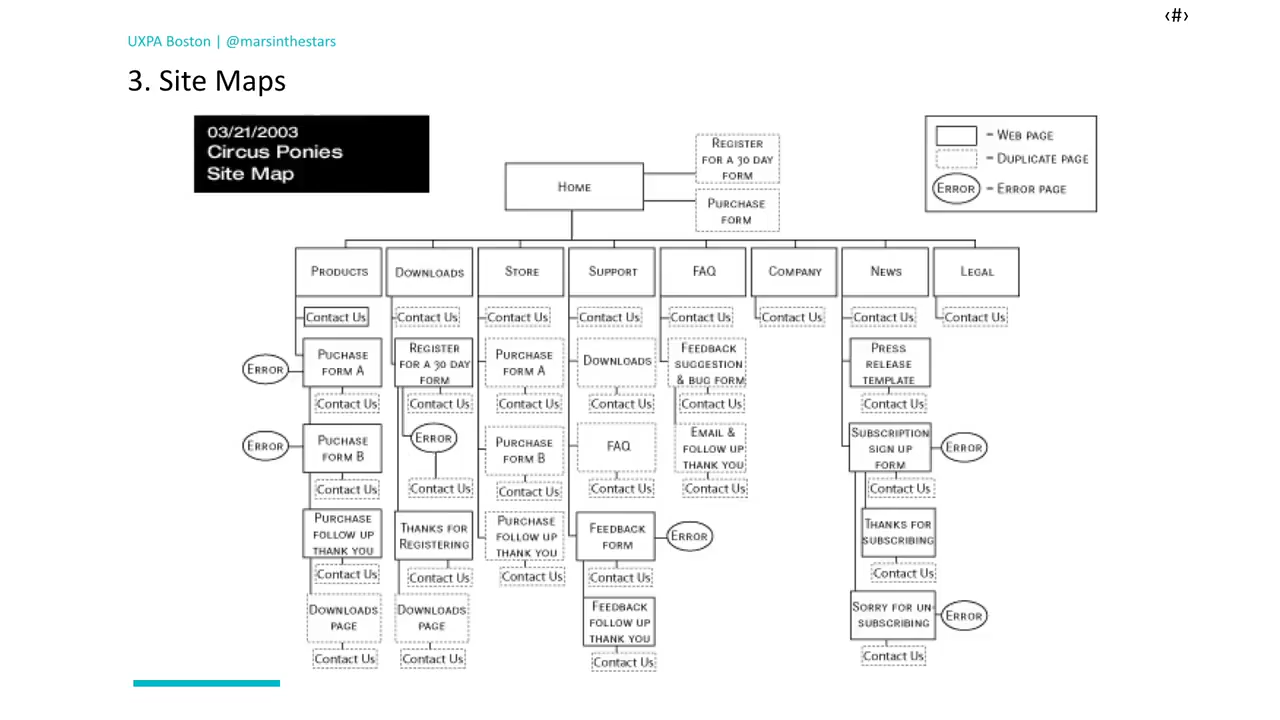 ‹#›
UXPA Boston | @marsinthestars
3. Site Maps
03/21/2003
Circus Ponies
Site Map
Register
for a 30 day
form
Home
Purchase
form
– Web page
– Duplicate page
Error – Error page
Products
Downloads
Store
Support
FAQ
Company
News
Legal
Contact Us
Contact Us
Contact Us
Contact Us
Contact Us
Contact Us
Contact Us
Contact Us
Error
Puchase
form A
Register
for a 30 day
form
Purchase
form A
Downloads
Feedback
suggestion
& bug form
Press
release
template
Contact Us
Contact Us
Contact Us
Contact Us
Contact Us
Contact Us
Error
Puchase
form B
Error
Purchase
form B
FAQ
Email &
follow up
thank you
Subscription
sign up
form
Error
Contact Us
Contact Us
Contact Us
Contact Us
Contact Us
Contact Us
Purchase
follow up
thank you
Thanks for
Registering
Purchase
follow up
thank you
Feedback
form
Error
Thanks for
subscribing
Contact Us
Contact Us
Contact Us
Contact Us
Contact Us
Downloads
page
Downloads
page
Feedback
follow up
thank you
Sorry for un-
subscribing
Error
Contact Us
Contact Us
Contact Us
Contact Us